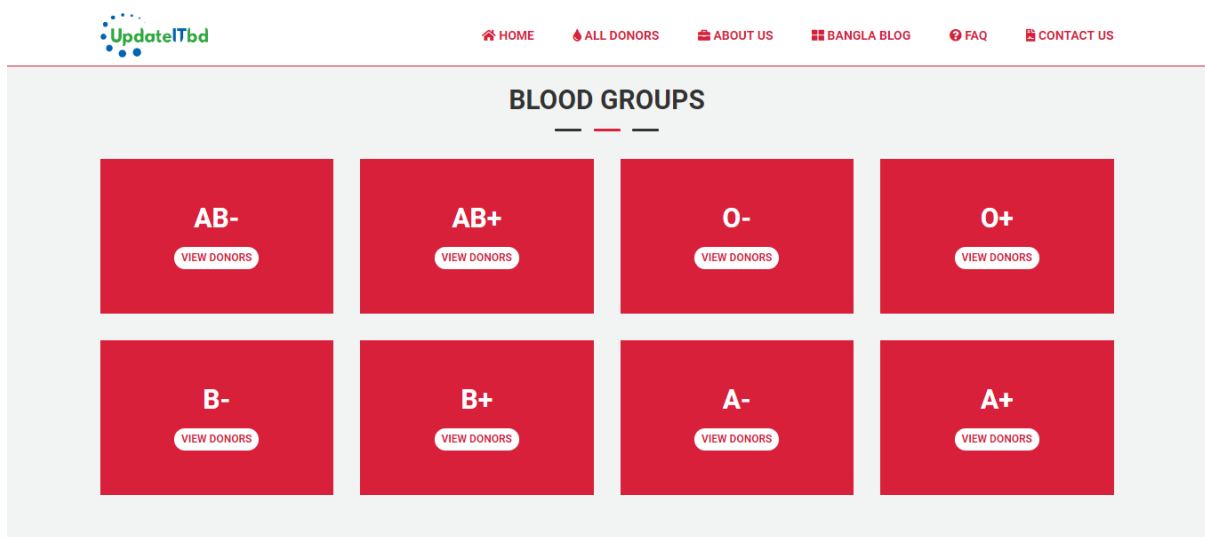 UpdateITbd
HOME ALL DONORS ABOUT US BANGLA BLOG FAQ CONTACT US
BLOOD GROUPS
AB- AB+ O- O+
VIEW DONORS VIEW DONORS VIEW DONORS VIEW DONORS
B- B+ A- A+
VIEW DONORS VIEW DONORS VIEW DONORS VIEW DONORS